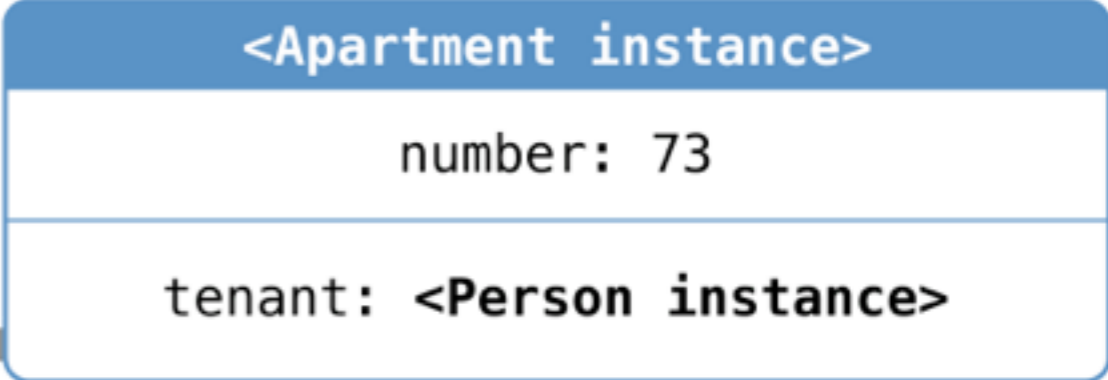 <Apartment instance>
number: 73
tenant: <Person instance>